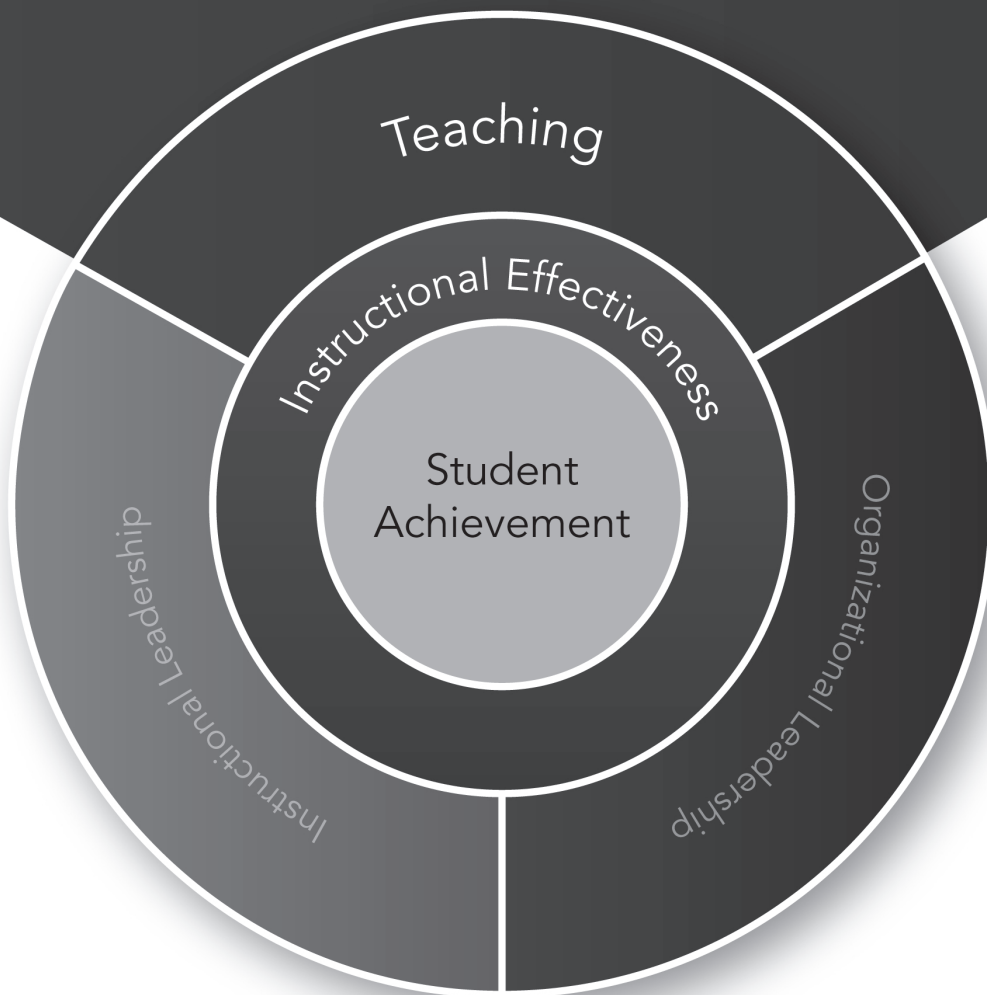 Teaching
Instructional Effectiveness
Student
Achievement
Instructional Leadership
Organizational Leadership